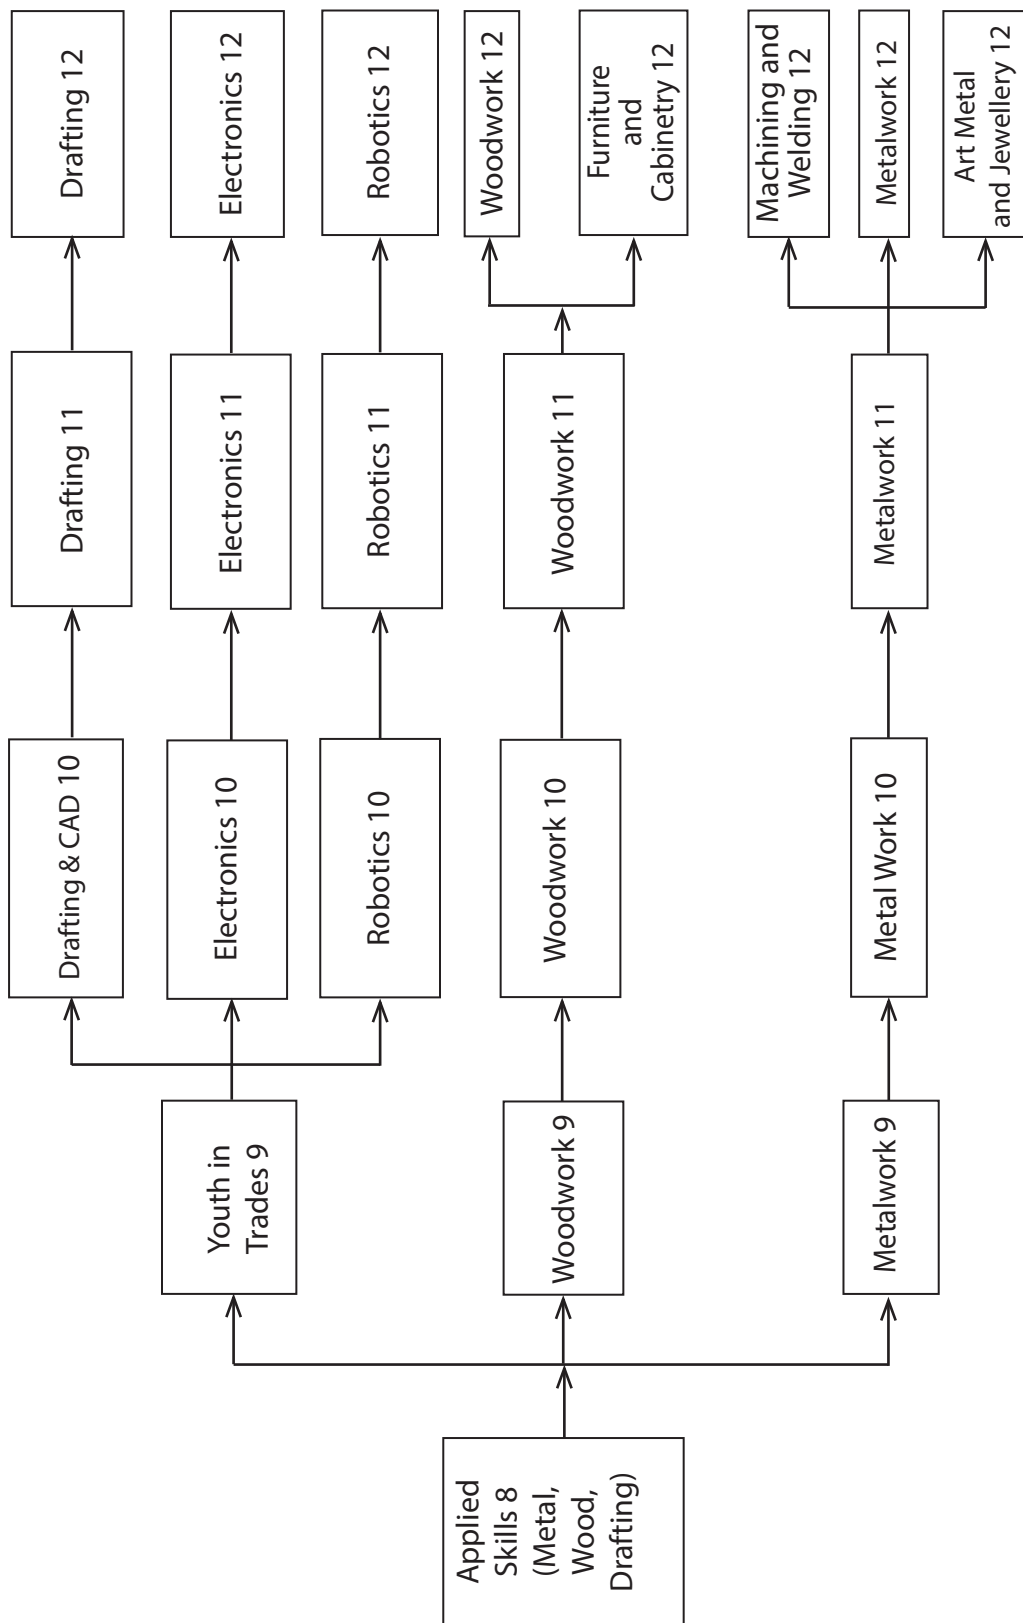 Applied
Skills 8
(Metal,
Wood,
Drafting)
Youth in
Trades 9
Woodwork 9
Metalwork 9
Drafting & CAD 10
Electronics 10
Robotics 10
Woodwork 10
Metal Work 10
Drafting 11
Electronics 11
Robotics 11
Woodwork 11
Metalwork 11
Drafting 12
Electronics 12
Robotics 12
Woodwork 12
Furniture
and
Cabinetry 12
Machining and
Welding 12
Metalwork 12
Art Metal
and Jewellery 12